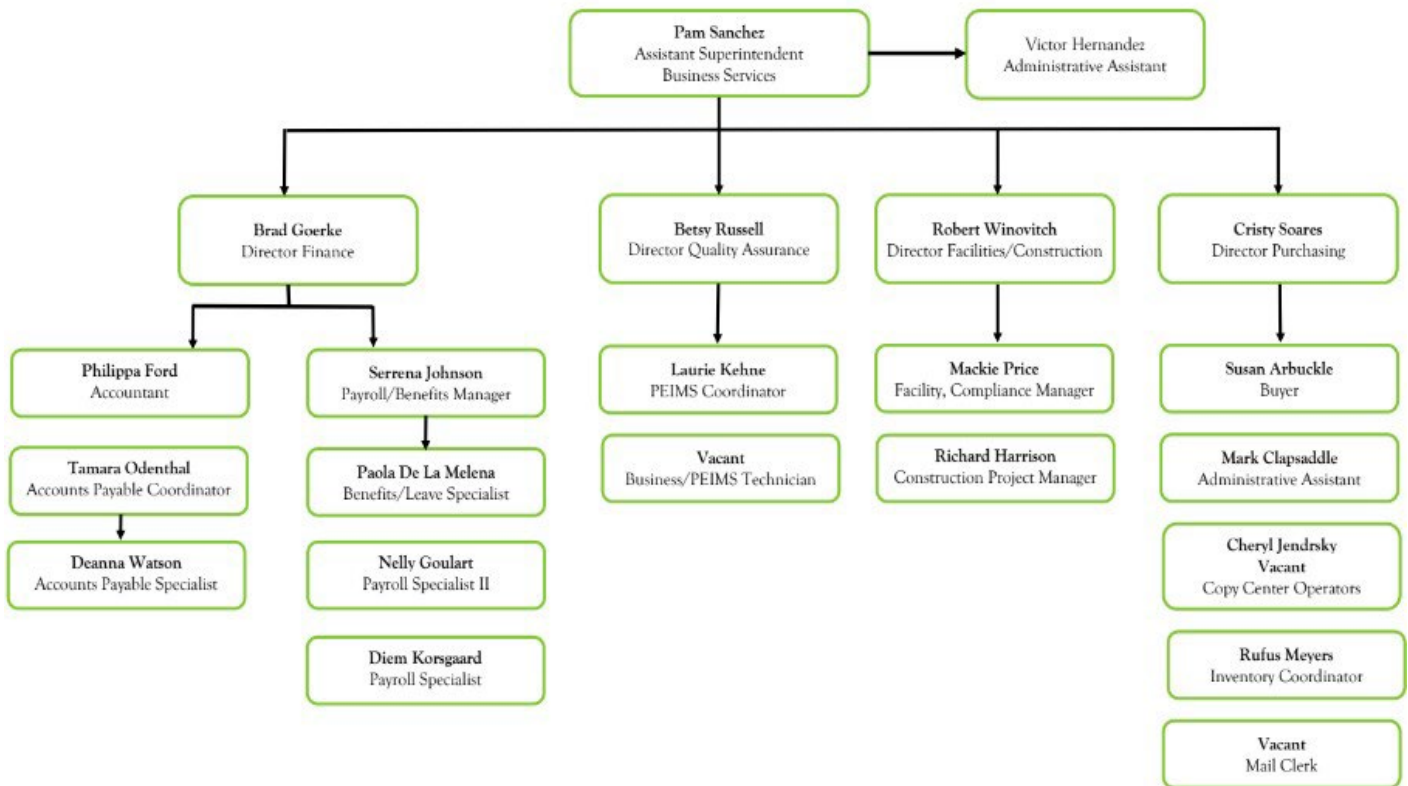 Pam Sanchez
Assistant Superintendent
Business Services
Victor Hernandez
Administrative Assistant
Brad Goerke
Director Finance
Betsy Russell
Director Quality Assurance
Robert Winovitch
Director Facilities/Construction
Cristy Soares
Director Purchasing
Philippa Ford
Accountant
Serrena Johnson
Payroll/Benefits Manager
Laurie Kehne
PEIMS Coordinator
Mackie Price
Facility, Compliance Manager
Susan Arbuckle
Buyer
Tamara Odenthal
Accounts Payable Coordinator
Paola De La Melena
Benefits/Leave Specialist
Vacant
Business/PEIMS Technician
Richard Harrison
Construction Project Manager
Mark Clapsaddle
Administrative Assistant
Deanna Watson
Accounts Payable Specialist
Nelly Goulart
Payroll Specialist II
Cheryl Jendrsky
Vacant
Copy Center Operators
Diem Korsgaard
Payroll Specialist
Rufus Meyers
Inventory Coordinator
Vacant
Mail Clerk